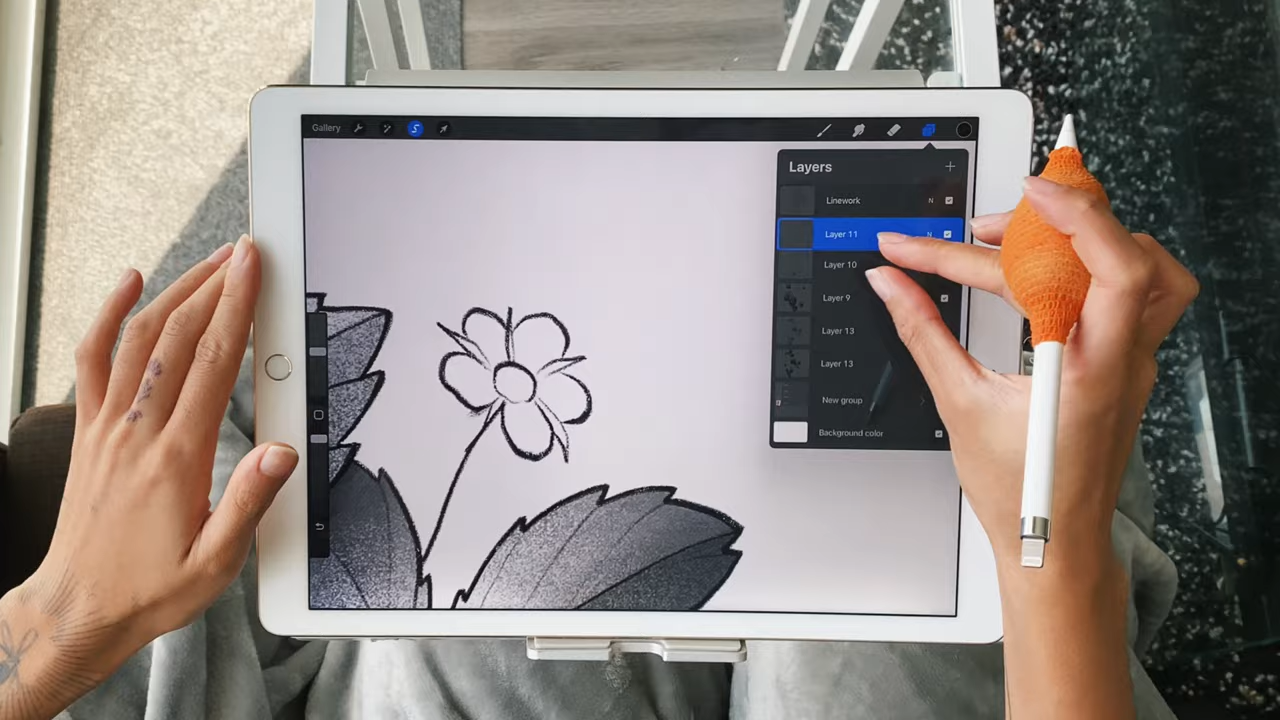 Gallery
Layers
Linework N
Layer 11 N
Layer 10
Layer 9
Layer 13
Layer 13
New group
Background color